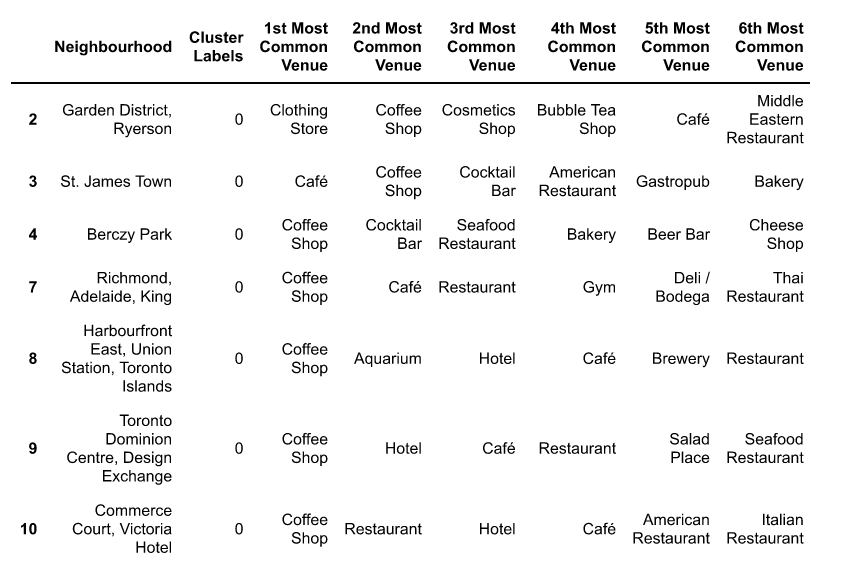 Neighbourhood Cluster Labels 1st Most Common Venue 2nd Most Common Venue 3rd Most Common Venue 4th Most Common Venue 5th Most Common Venue 6th Most Common Venue
2 Garden District, Ryerson 0 Clothing Store Coffee Shop Cosmetics Shop Bubble Tea Shop Café Middle Eastern Restaurant
3 St. James Town 0 Café Coffee Shop Cocktail Bar American Restaurant Gastropub Bakery
4 Berczy Park 0 Coffee Shop Cocktail Bar Seafood Restaurant Bakery Beer Bar Cheese Shop
7 Richmond, Adelaide, King 0 Coffee Shop Café Restaurant Gym Deli / Bodega Thai Restaurant
8 Harbourfront East, Union Station, Toronto Islands 0 Coffee Shop Aquarium Hotel Café Brewery Restaurant
9 Toronto Dominion Centre, Design Exchange 0 Coffee Shop Hotel Café Restaurant Salad Place Seafood Restaurant
10 Commerce Court, Victoria Hotel 0 Coffee Shop Restaurant Hotel Café American Restaurant Italian Restaurant